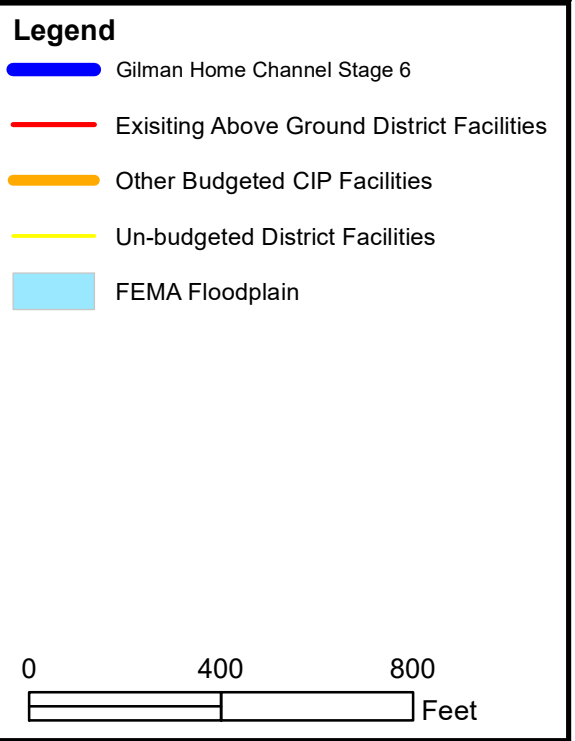 Legend
Gilman Home Channel Stage 6
Exisiting Above Ground District Facilities
Other Budgeted CIP Facilities
Un-budgeted District Facilities
FEMA Floodplain
0 400 800
Feet